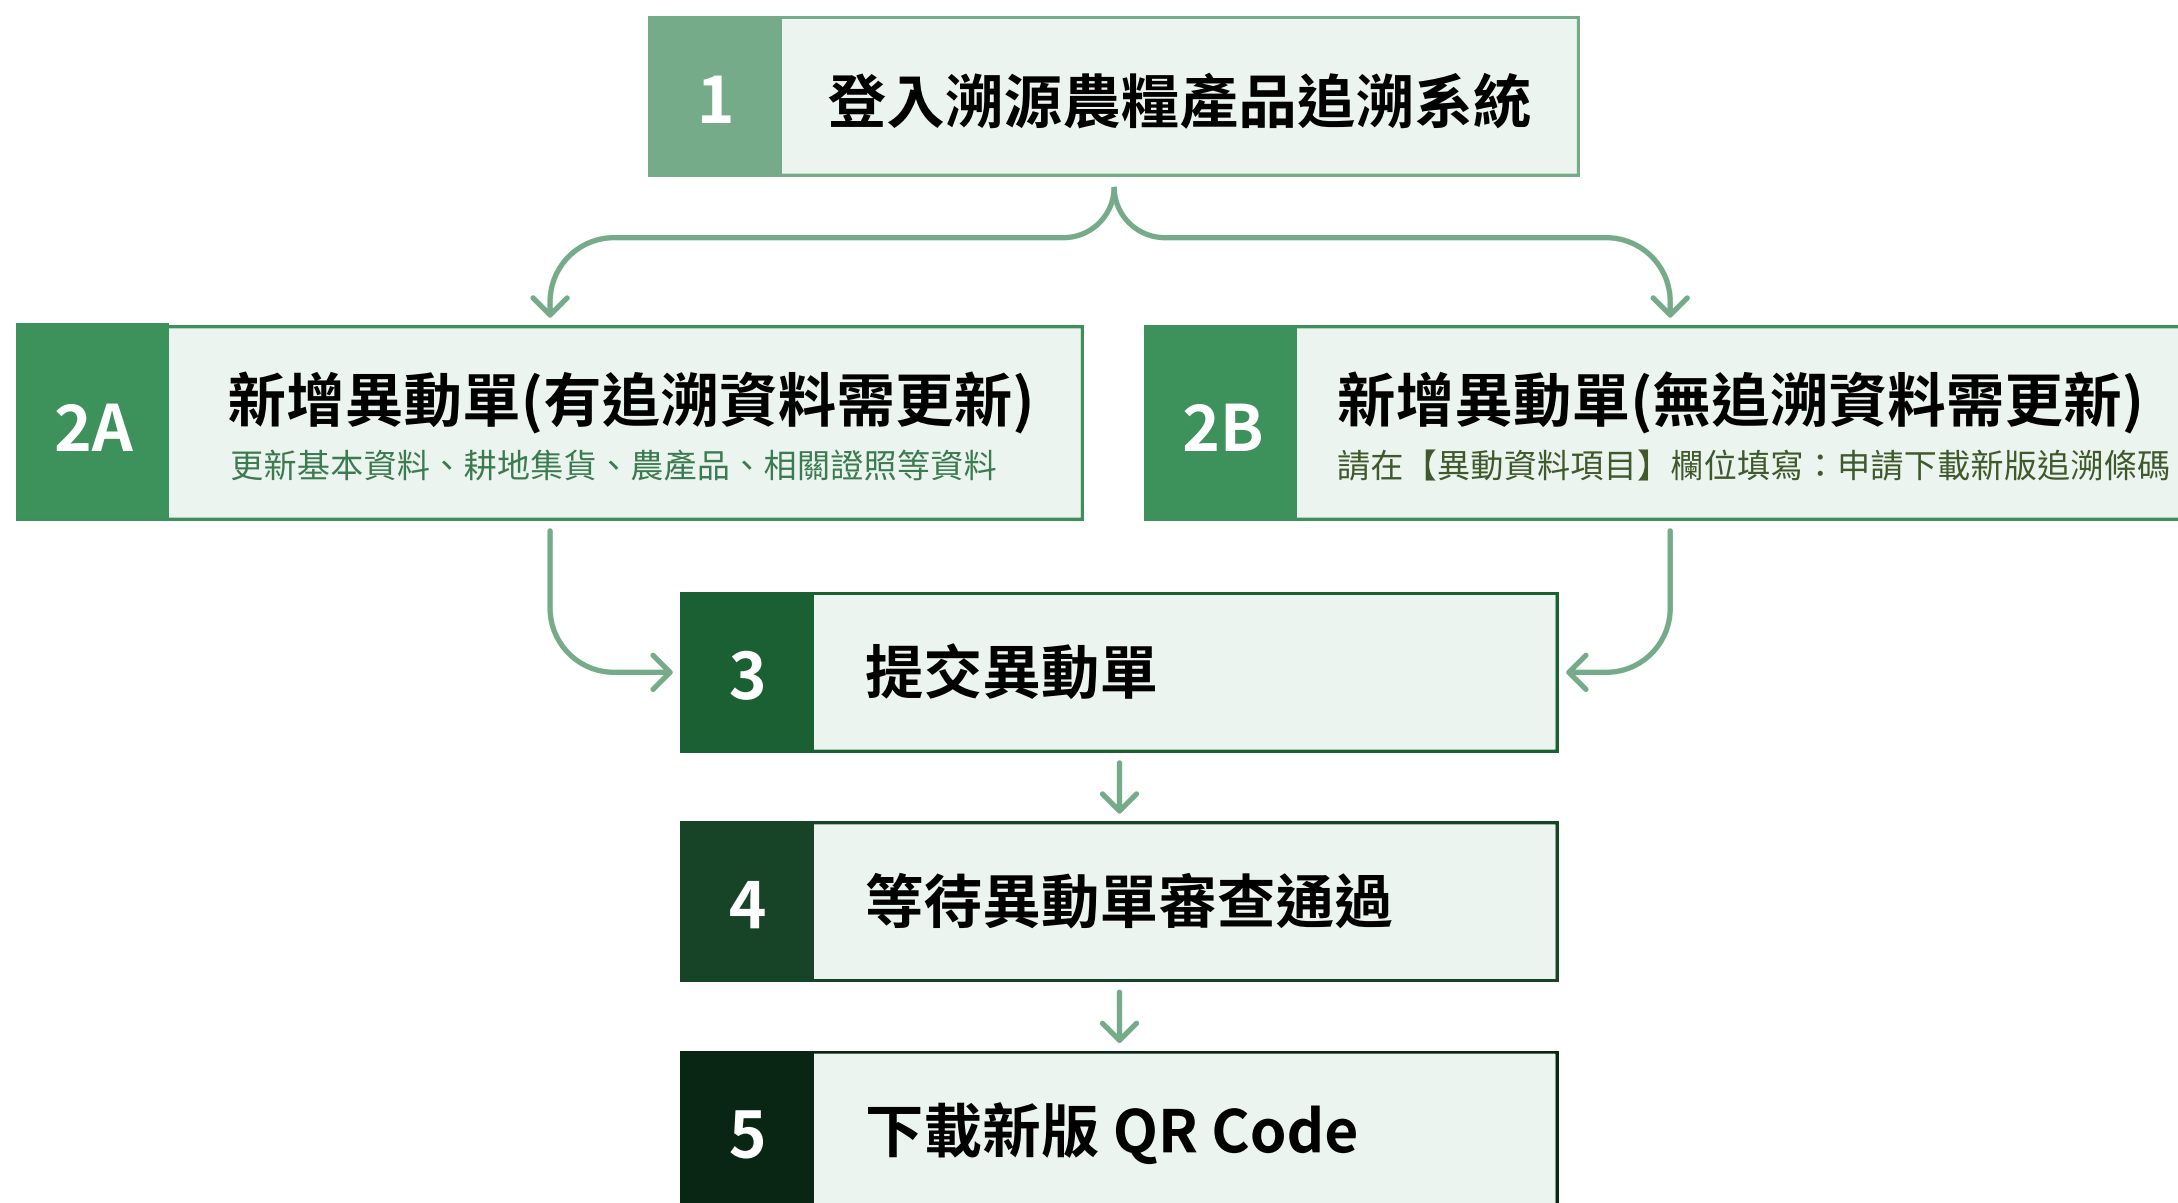 1
登入溯源農糧產品追溯系統
2A
新增異動單(有追溯資料需更新)
更新基本資料、耕地集貨、農產品、相關證照等資料
2B
新增異動單(無追溯資料需更新)
請在【異動資料項目】欄位填寫：申請下載新版追溯條碼
3
提交異動單
4
等待異動單審查通過
5
下載新版 QR Code